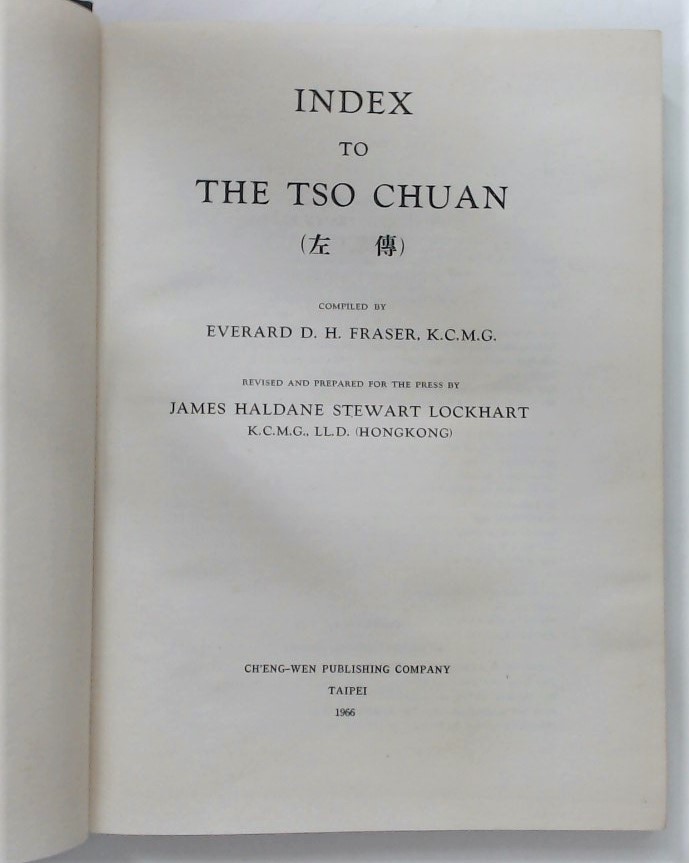 INDEX
TO
THE TSO CHUAN
(左 傳)
COMPILED BY
EVERARD D. H. FRASER, K.C.M.G.
REVISED AND PREPARED FOR THE PRESS BY
JAMES HALDANE STEWART LOCKHART
K.C.M.G., LL.D. (HONGKONG)
CH'ENG-WEN PUBLISHING COMPANY
TAIPEI
1966